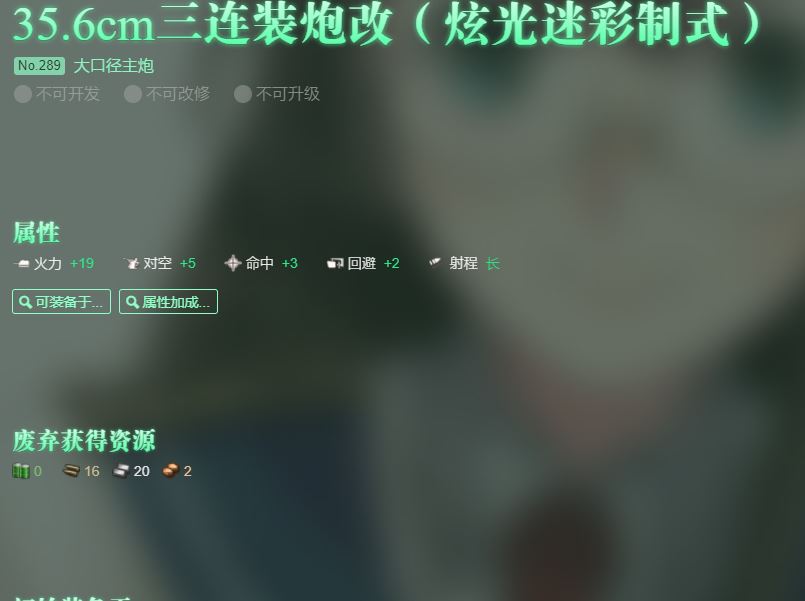 35.6cm三连装炮改（炫光迷彩制式）
No.289 大口径主炮
不可开发 不可改修 不可升级
属性
火力 +19 对空 +5 命中 +3 回避 +2 射程 长
可装备于... 属性加成...
废弃获得资源
0 16 20 2